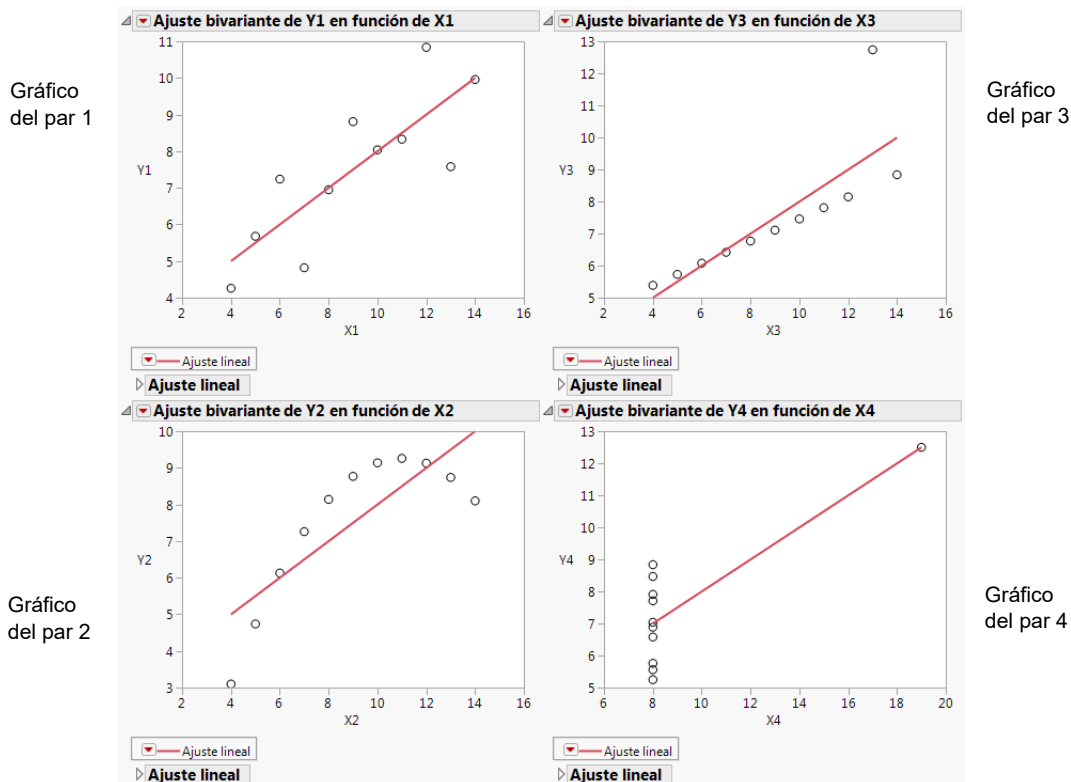 Ajuste bivariante de Y1 en función de X1
Gráfico
del par 1
11
10
9
8
7
6
5
4
Y1
2 4 6 8 10 12 14 16
X1
Ajuste lineal
Ajuste lineal
Ajuste bivariante de Y3 en función de X3
Gráfico
del par 3
13
12
11
10
9
8
7
6
5
Y3
2 4 6 8 10 12 14 16
X3
Ajuste lineal
Ajuste lineal
Ajuste bivariante de Y2 en función de X2
Gráfico
del par 2
10
9
8
7
6
5
4
3
Y2
2 4 6 8 10 12 14 16
X2
Ajuste lineal
Ajuste lineal
Ajuste bivariante de Y4 en función de X4
Gráfico
del par 4
13
12
11
10
9
8
7
6
5
Y4
6 8 10 12 14 16 18 20
X4
Ajuste lineal
Ajuste lineal